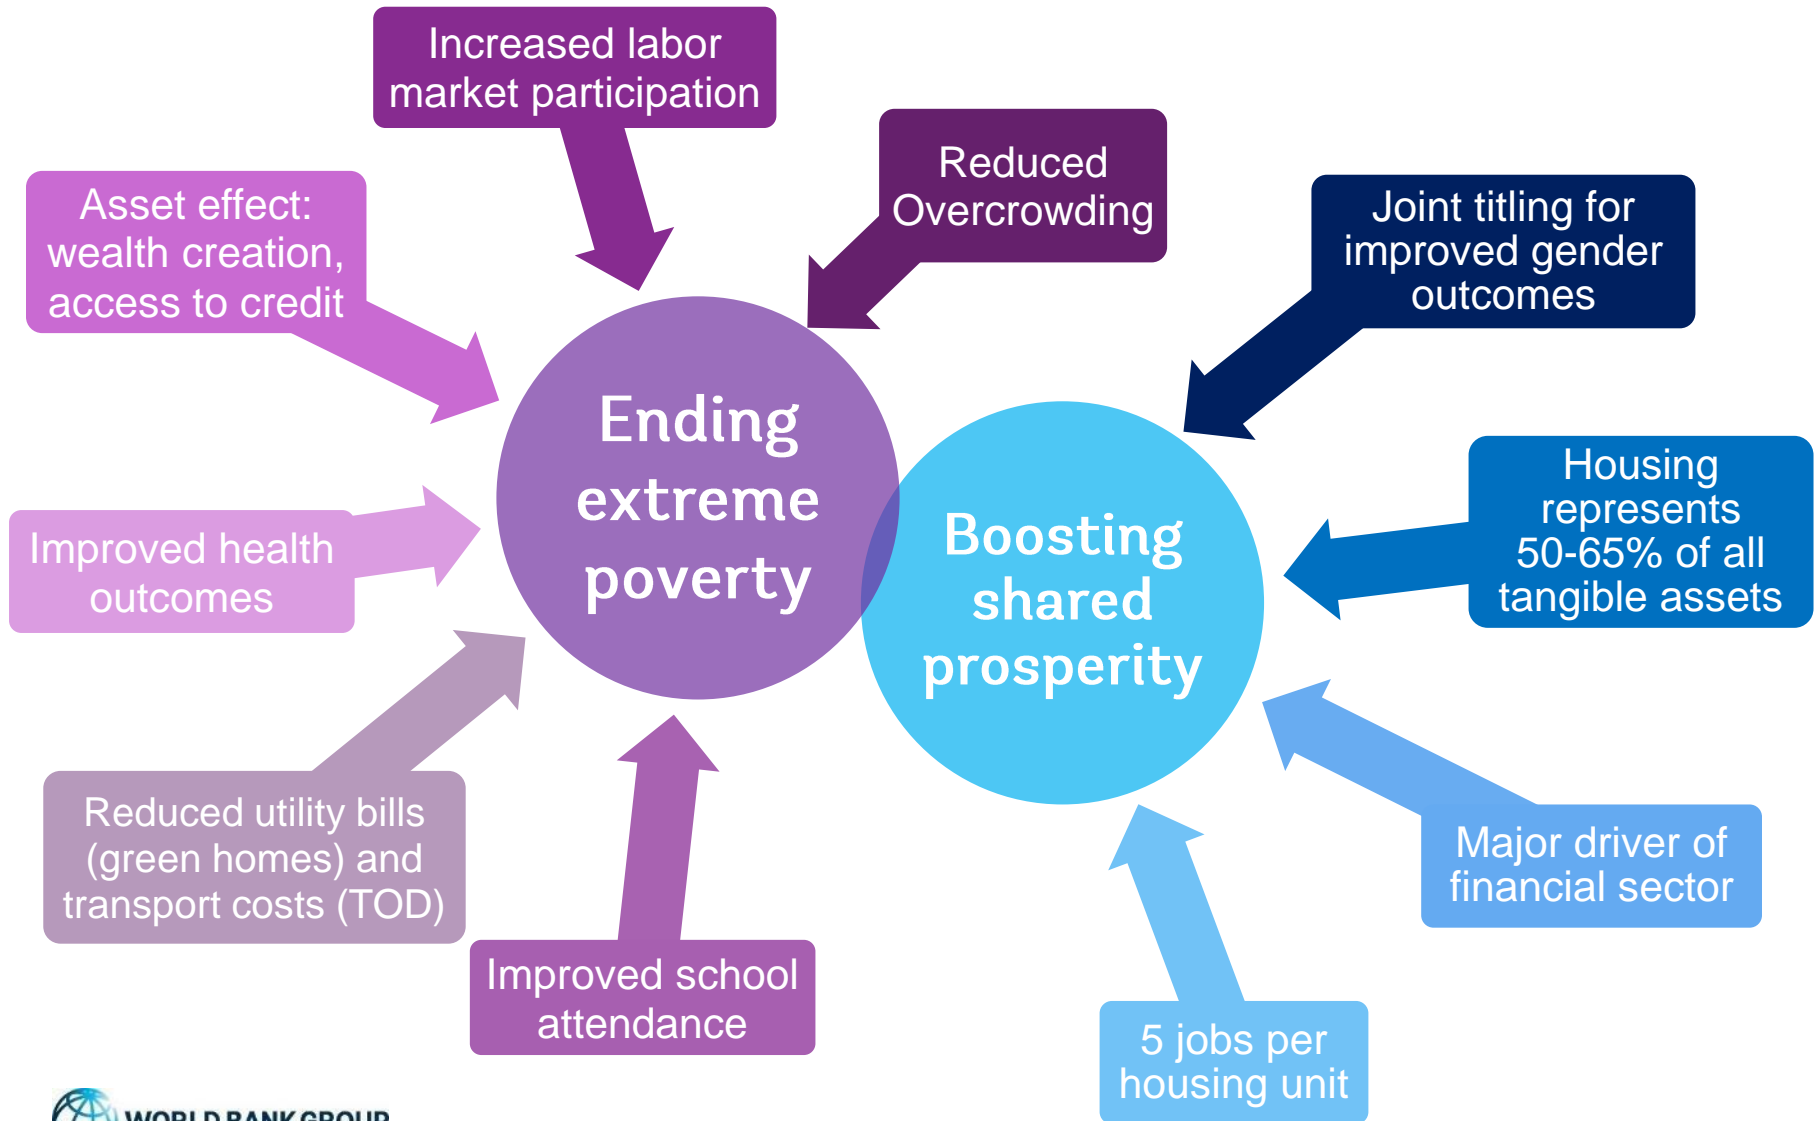 Increased labor
market participation
Reduced
Overcrowding
Asset effect:
wealth creation,
access to credit
Joint titling for
improved gender
outcomes
Ending
extreme
poverty
Housing
represents
50-65% of all
tangible assets
Boosting
shared
prosperity
Improved health
outcomes
Reduced utility bills
(green homes) and
transport costs (TOD)
Major driver of
financial sector
Improved school
attendance
5 jobs per
housing unit
WORLD BANK GROUP